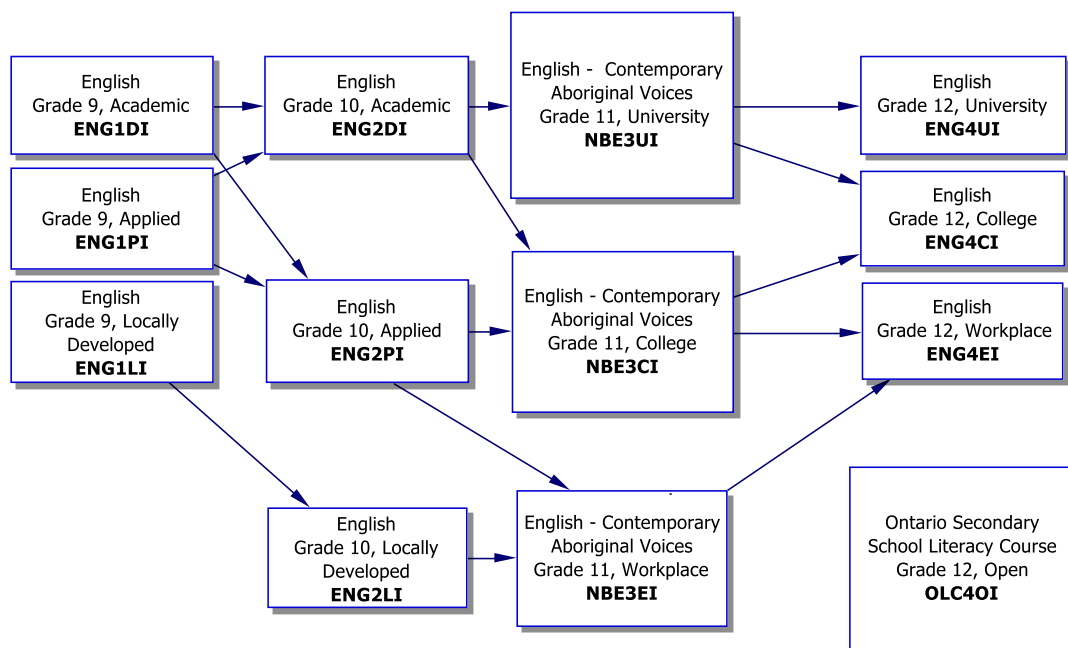 English
Grade 9, Academic
ENG1DI
English
Grade 9, Applied
ENG1PI
English
Grade 9, Locally
Developed
ENG1LI
English
Grade 10, Academic
ENG2DI
English
Grade 10, Applied
ENG2PI
English
Grade 10, Locally
Developed
ENG2LI
English -  Contemporary
Aboriginal Voices
Grade 11, University
NBE3UI
English - Contemporary
Aboriginal Voices
Grade 11, College
NBE3CI
English - Contemporary
Aboriginal Voices
Grade 11, Workplace
NBE3EI
English
Grade 12, University
ENG4UI
English
Grade 12, College
ENG4CI
English
Grade 12, Workplace
ENG4EI
Ontario Secondary
School Literacy Course
Grade 12, Open
OLC4OI